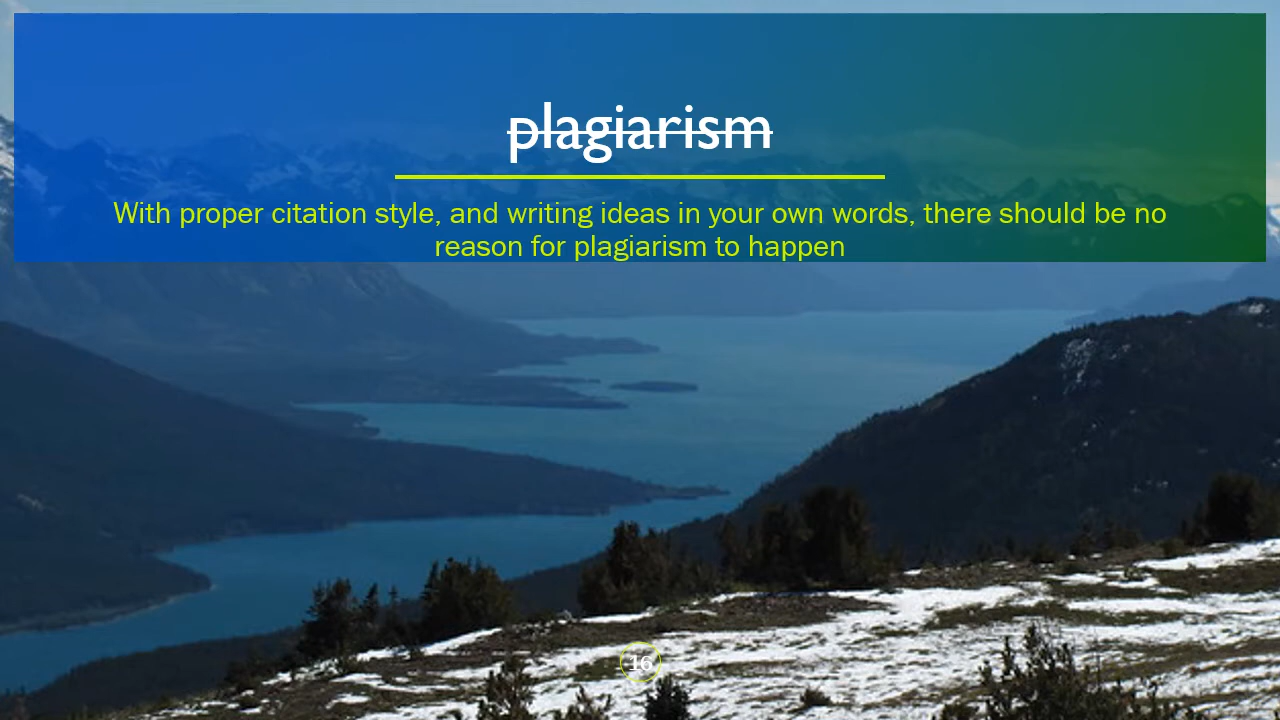 plagiarism
With proper citation style, and writing ideas in your own words, there should be no
reason for plagiarism to happen
16